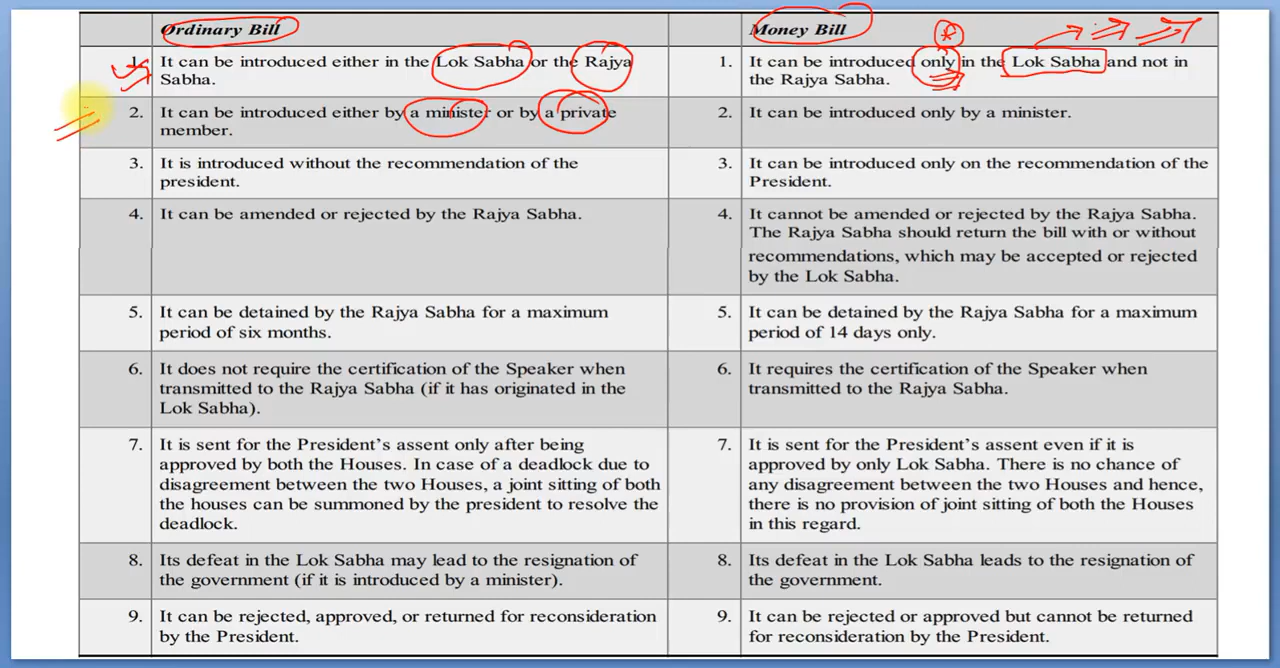 Ordinary Bill
Money Bill
1. It can be introduced either in the Lok Sabha or the Rajya
Sabha.
1. It can be introduced only in the Lok Sabha and not in
the Rajya Sabha.
2. It can be introduced either by a minister or by a private
member.
2. It can be introduced only by a minister.
3. It is introduced without the recommendation of the
president.
3. It can be introduced only on the recommendation of the
President.
4. It can be amended or rejected by the Rajya Sabha.
4. It cannot be amended or rejected by the Rajya Sabha.
The Rajya Sabha should return the bill with or without
recommendations, which may be accepted or rejected
by the Lok Sabha.
5. It can be detained by the Rajya Sabha for a maximum
period of six months.
5. It can be detained by the Rajya Sabha for a maximum
period of 14 days only.
6. It does not require the certification of the Speaker when
transmitted to the Rajya Sabha (if it has originated in the
Lok Sabha).
6. It requires the certification of the Speaker when
transmitted to the Rajya Sabha.
7. It is sent for the President’s assent only after being
approved by both the Houses. In case of a deadlock due to
disagreement between the two Houses, a joint sitting of both
the houses can be summoned by the president to resolve the
deadlock.
7. It is sent for the President’s assent even if it is
approved by only Lok Sabha. There is no chance of
any disagreement between the two Houses and hence,
there is no provision of joint sitting of both the Houses
in this regard.
8. Its defeat in the Lok Sabha may lead to the resignation of
the government (if it is introduced by a minister).
8. Its defeat in the Lok Sabha leads to the resignation of
the government.
9. It can be rejected, approved, or returned for reconsideration
by the President.
9. It can be rejected or approved but cannot be returned
for reconsideration by the President.